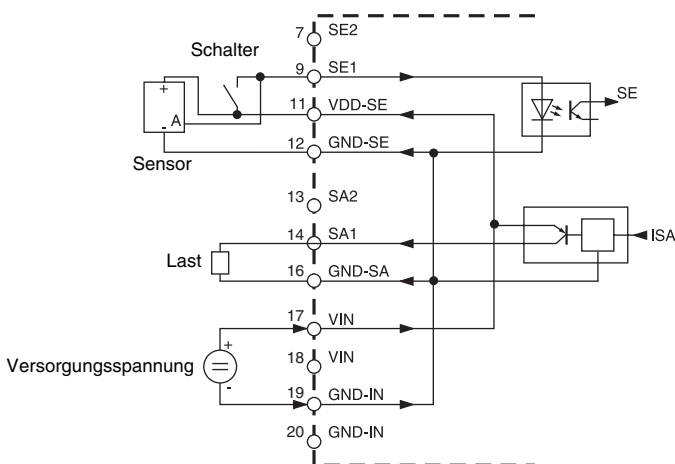 7 SE2
Schalter
9 SE1
SE
11 VDD-SE
+
A
-
12 GND-SE
Sensor
13 SA2
14 SA1
ISA
Last
16 GND-SA
17 VIN
+
Versorgungsspannung
18 VIN
-
19 GND-IN
20 GND-IN